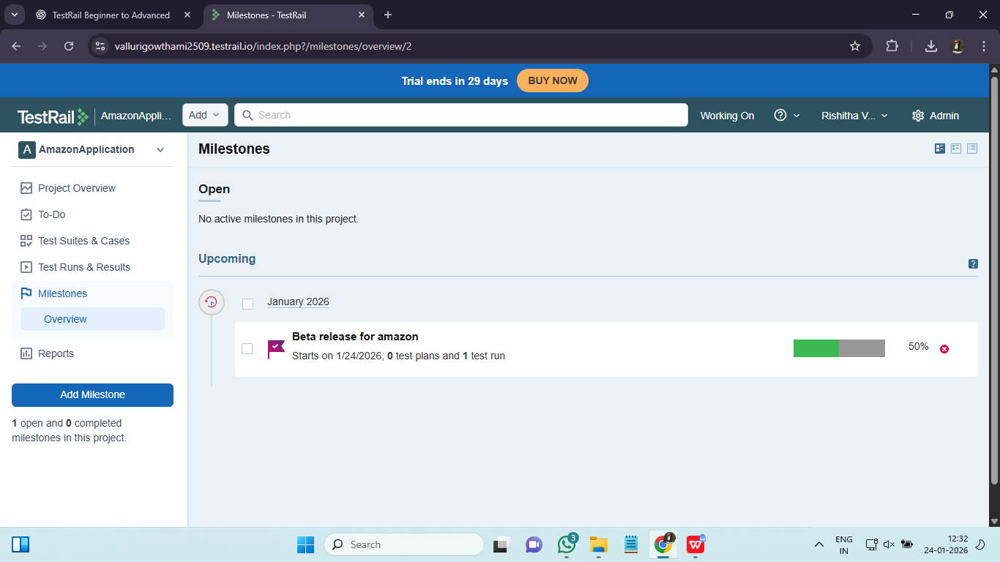 TestRail Beginner to Advanced
Milestones - TestRail
vallurigowthami2509.testrail.io/index.php?/milestones/overview/2
Trial ends in 29 days BUY NOW
TestRail AmazonAppli... Add Search Working On Rishitha V... Admin
A AmazonApplication
Project Overview
To-Do
Test Suites & Cases
Test Runs & Results
Milestones
Overview
Reports
Add Milestone
1 open and 0 completed
milestones in this project.
Milestones
Open
No active milestones in this project.
Upcoming
?
January 2026
Beta release for amazon
Starts on 1/24/2026; 0 test plans and 1 test run
50%
Search
3
W
ENG
IN
12:32
24-01-2026